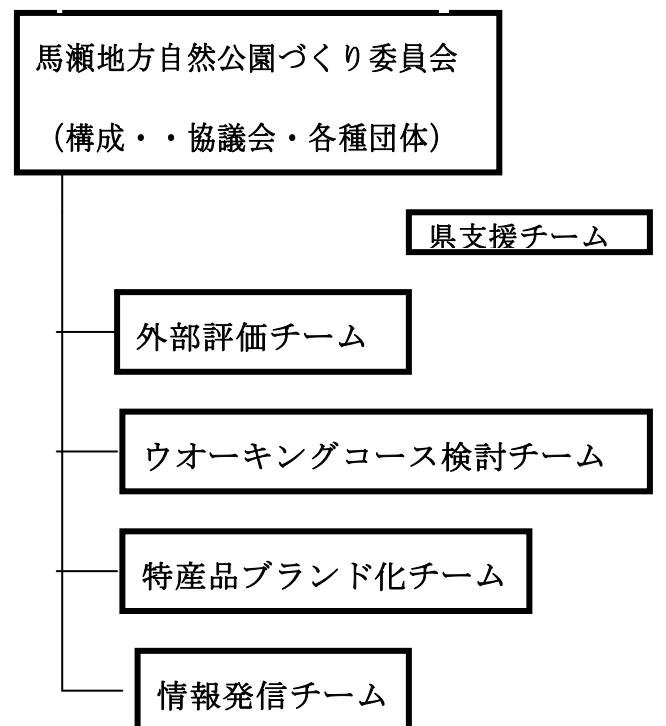 馬瀬地方自然公園づくり委員会
（構成・・協議会・各種団体）
県支援チーム
外部評価チーム
ウオーキングコース検討チーム
特産品ブランド化チーム
情報発信チーム